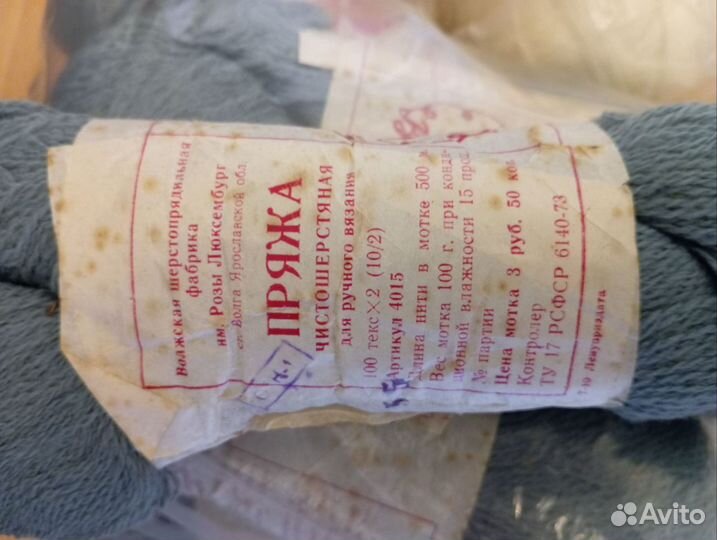 Волжская шерстопрядильная
фабрика
им. Розы Люксембург
ст. Волга Ярославской обл.
ПРЯЖА
ЧИСТОШЕРСТЯНАЯ
для ручного вязания
100 текс×2 (10/2)
Артикул 4015
Длина нити в мотке 500
Вес мотка 100 г. при конди-
ционной влажности 15 проц
№ партии
Цена мотка 3 руб. 50 коп
Контролер
ТУ 17 РСФСР 6140-73
Avito